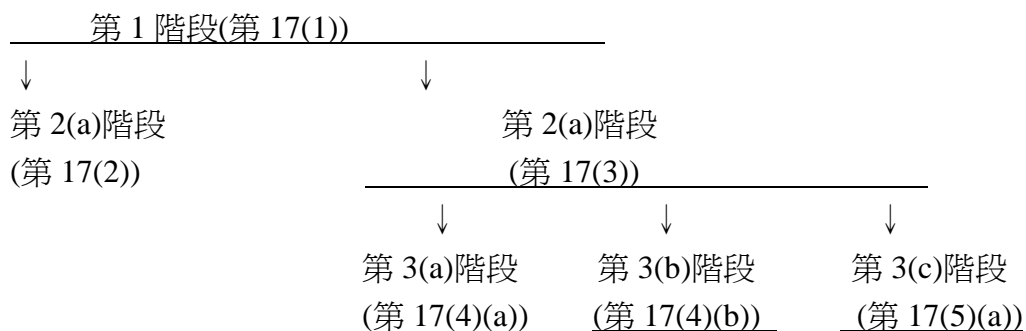 第 1 階段(第 17(1))
↓ ↓
第 2(a)階段 第 2(a)階段
(第 17(2)) (第 17(3))
↓ ↓ ↓
第 3(a)階段 第 3(b)階段 第 3(c)階段
(第 17(4)(a)) (第 17(4)(b)) (第 17(5)(a))